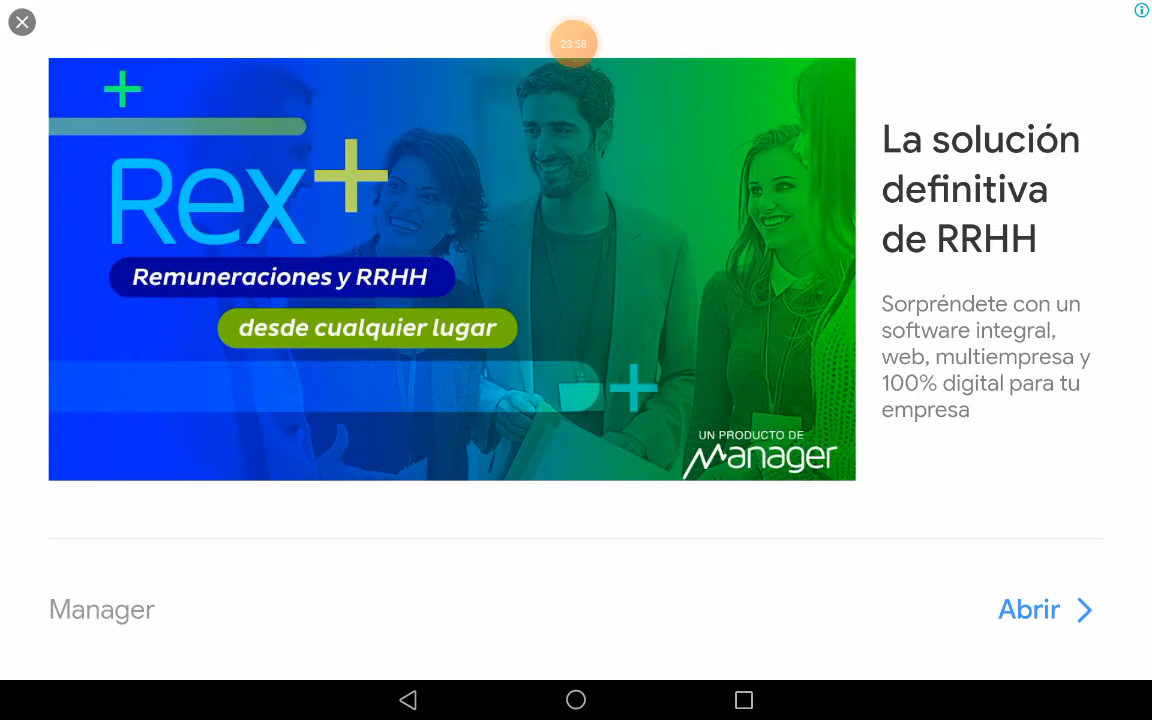 23:58
Rex+
Remuneraciones y RRHH
desde cualquier lugar
UN PRODUCTO DE
Manager
La solución
definitiva
de RRHH
Sorpréndete con un
software integral,
web, multiempresa y
100% digital para tu
empresa
Manager
Abrir